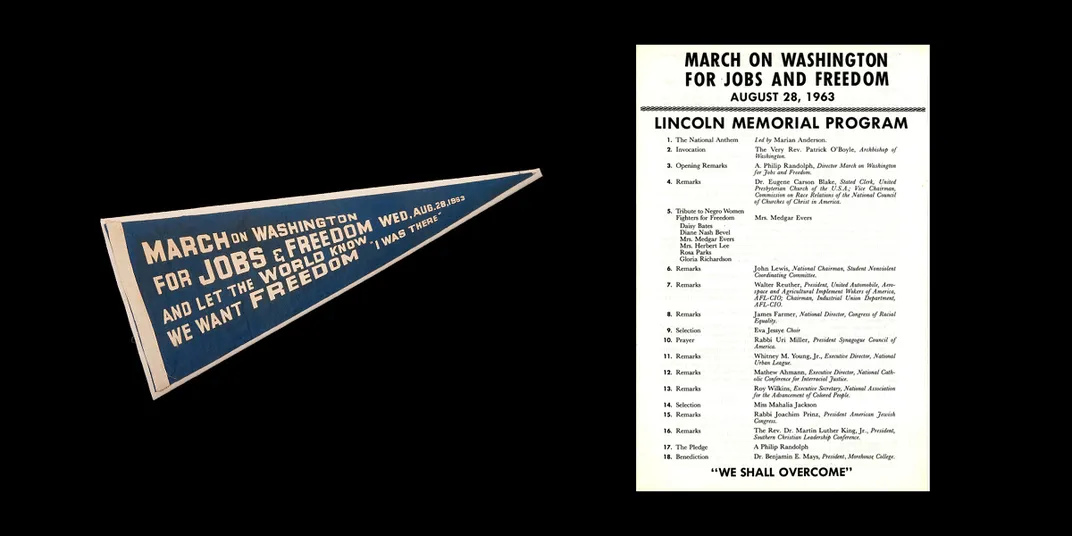 MARCH ON WASHINGTON
FOR JOBS & FREEDOM WED, AUG. 28, 1963
AND LET THE WORLD KNOW "I WAS THERE"
WE WANT FREEDOM
MARCH ON WASHINGTON
FOR JOBS AND FREEDOM
AUGUST 28, 1963
LINCOLN MEMORIAL PROGRAM
1. The National Anthem Led by Marian Anderson.
2. Invocation The Very Rev. Patrick O'Boyle, Archbishop of
Washington.
3. Opening Remarks A. Philip Randolph, Director March on Washington
for Jobs and Freedom.
4. Remarks Dr. Eugene Carson Blake, Stated Clerk, United
Presbyterian Church of the U.S.A.; Vice Chairman,
Commission on Race Relations of the National Council
of Churches of Christ in America.
5. Tribute to Negro Women
Fighters for Freedom Mrs. Medgar Evers
Daisy Bates
Diane Nash Bevel
Mrs. Medgar Evers
Mrs. Herbert Lee
Rosa Parks
Gloria Richardson
6. Remarks John Lewis, National Chairman, Student Nonviolent
Coordinating Committee.
7. Remarks Walter Reuther, President, United Automobile, Aero-
space and Agricultural Implement Wokers of America,
AFL-CIO; Chairman, Industrial Union Department,
AFL-CIO.
8. Remarks James Farmer, National Director, Congress of Racial
Equality.
9. Selection Eva Jessye Choir
10. Prayer Rabbi Uri Miller, President Synagogue Council of
America.
11. Remarks Whitney M. Young, Jr., Executive Director, National
Urban League.
12. Remarks Mathew Ahmann, Executive Director, National Cath-
olic Conference for Interracial Justice.
13. Remarks Roy Wilkins, Executive Secretary, National Association
for the Advancement of Colored People.
14. Selection Miss Mahalia Jackson
15. Remarks Rabbi Joachim Prinz, President American Jewish
Congress.
16. Remarks The Rev. Dr. Martin Luther King, Jr., President,
Southern Christian Leadership Conference.
17. The Pledge A Philip Randolph
18. Benediction Dr. Benjamin E. Mays, President, Morehouse College.
"WE SHALL OVERCOME"